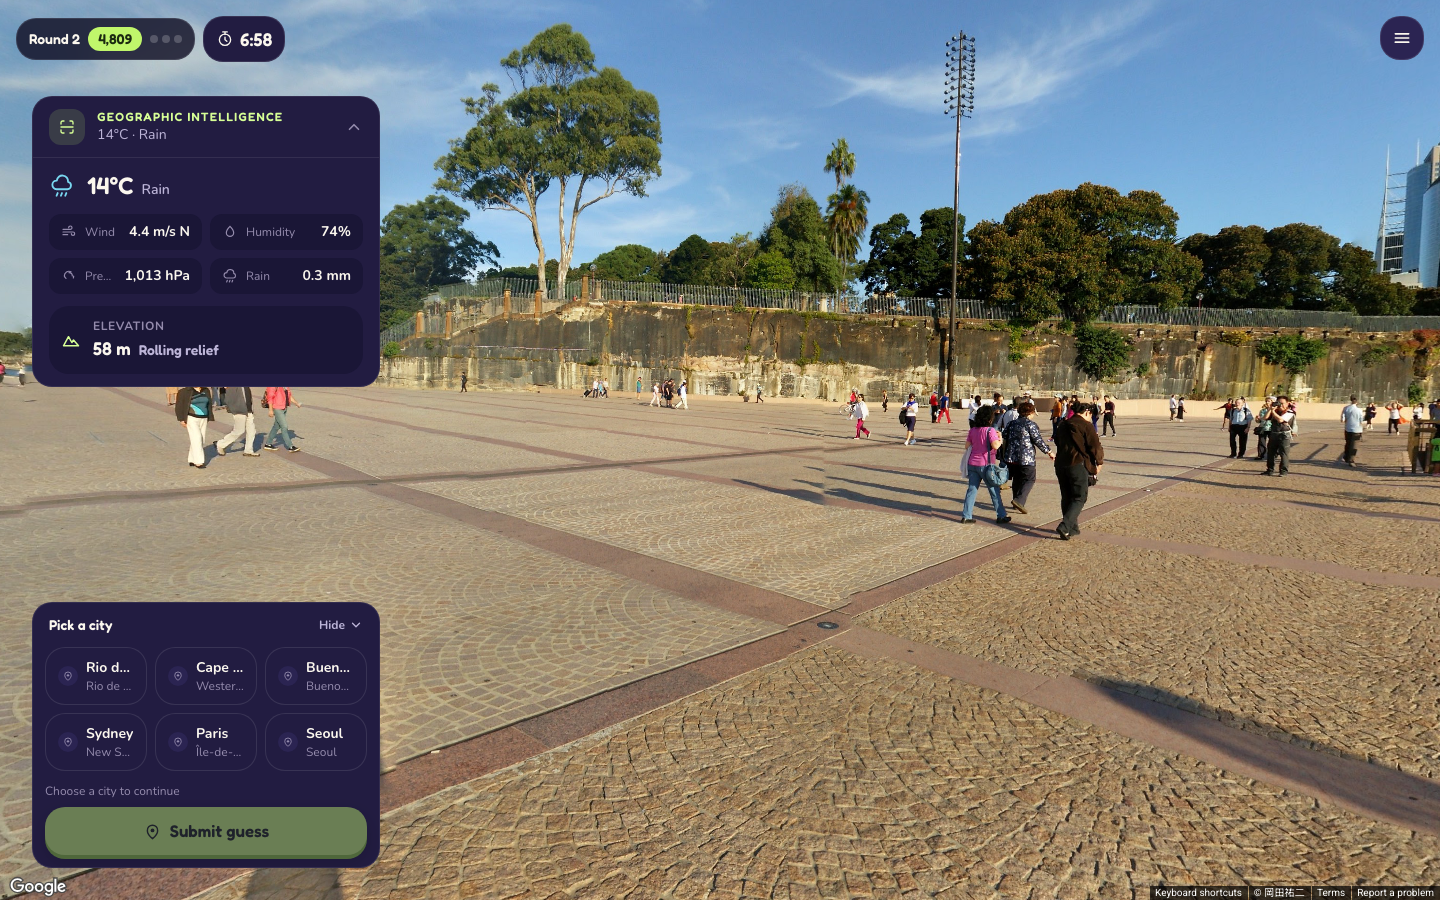 Round 2
4,809
6:58
GEOGRAPHIC INTELLIGENCE
14°C · Rain
14°C Rain
Wind 4.4 m/s N
Humidity 74%
Pre... 1,013 hPa
Rain 0.3 mm
ELEVATION
58 m Rolling relief
Pick a city
Hide
Rio d...
Rio de ...
Cape ...
Wester...
Buen...
Bueno...
Sydney
New S...
Paris
Île-de-...
Seoul
Seoul
Choose a city to continue
Submit guess
Google
Keyboard shortcuts
© 岡田祐二
Terms
Report a problem